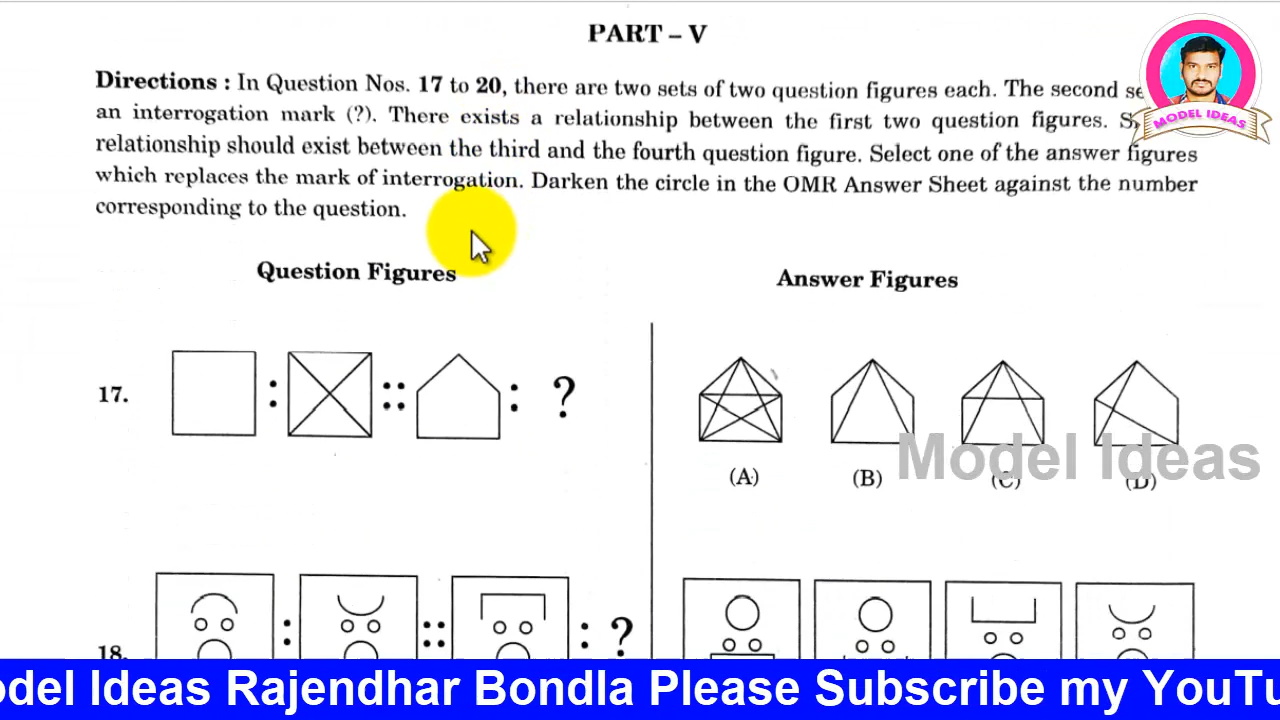 PART – V
Directions : In Question Nos. 17 to 20, there are two sets of two question figures each. The second
an interrogation mark (?). There exists a relationship between the first two question figures.
relationship should exist between the third and the fourth question figure. Select one of the answer figures
which replaces the mark of interrogation. Darken the circle in the OMR Answer Sheet against the number
corresponding to the question.
MODEL IDEAS
Question Figures
Answer Figures
17.
: :: : ?
(A) (B) (C) (D)
Model Ideas
18.
: :: : ?
Model Ideas Rajendhar Bondla Please Subscribe my